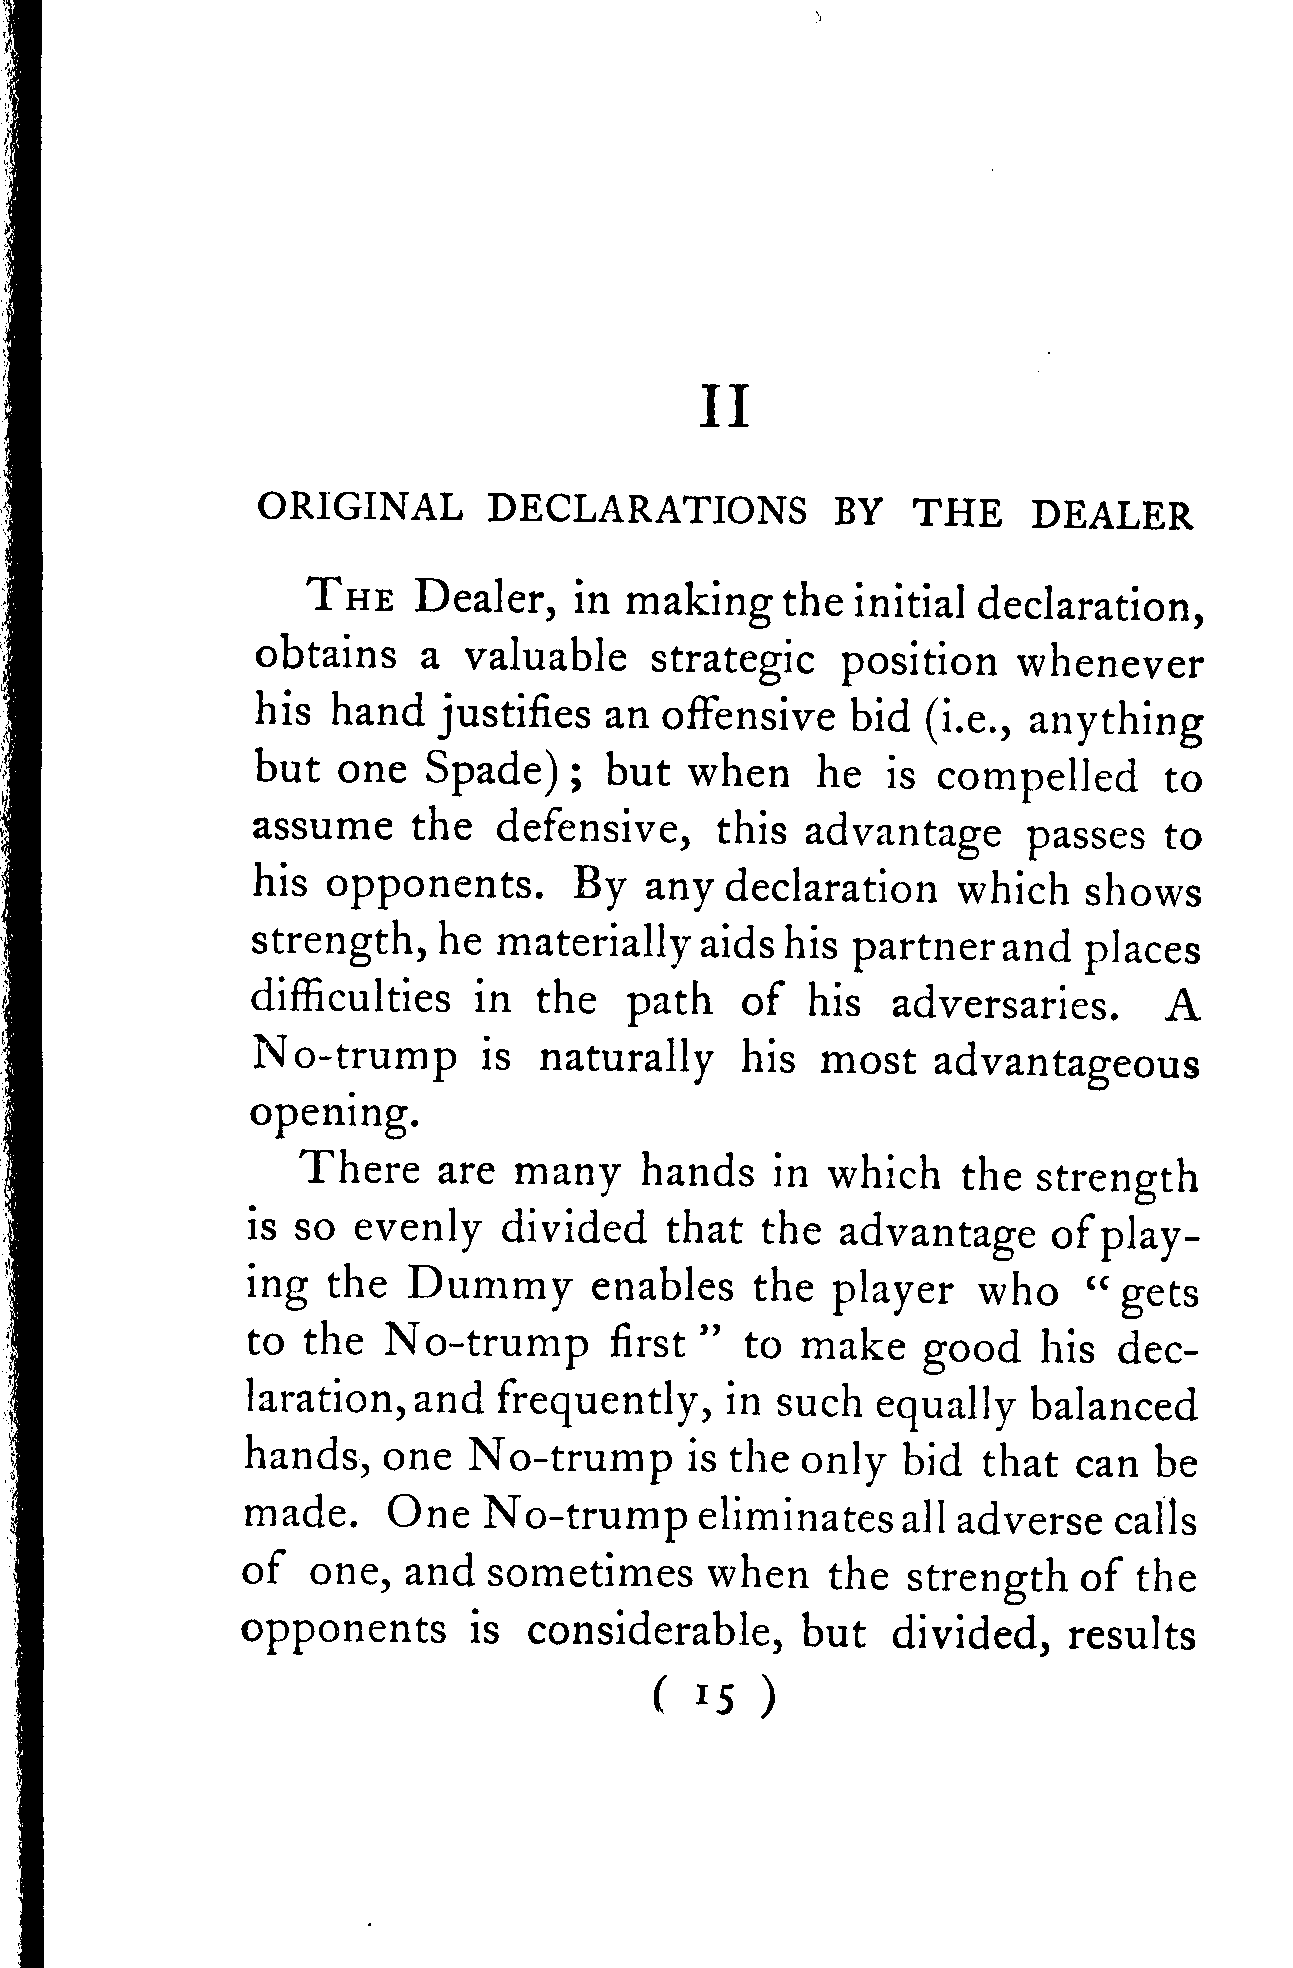 II
ORIGINAL DECLARATIONS BY THE DEALER
THE Dealer, in making the initial declaration,
obtains a valuable strategic position whenever
his hand justifies an offensive bid (i.e., anything
but one Spade) ; but when he is compelled to
assume the defensive, this advantage passes to
his opponents. By any declaration which shows
strength, he materially aids his partner and places
difficulties in the path of his adversaries. A
No-trump is naturally his most advantageous
opening.
There are many hands in which the strength
is so evenly divided that the advantage of play-
ing the Dummy enables the player who “ gets
to the No-trump first ” to make good his dec-
laration, and frequently, in such equally balanced
hands, one No-trump is the only bid that can be
made. One No-trump eliminates all adverse calls
of one, and sometimes when the strength of the
opponents is considerable, but divided, results
( 15 )